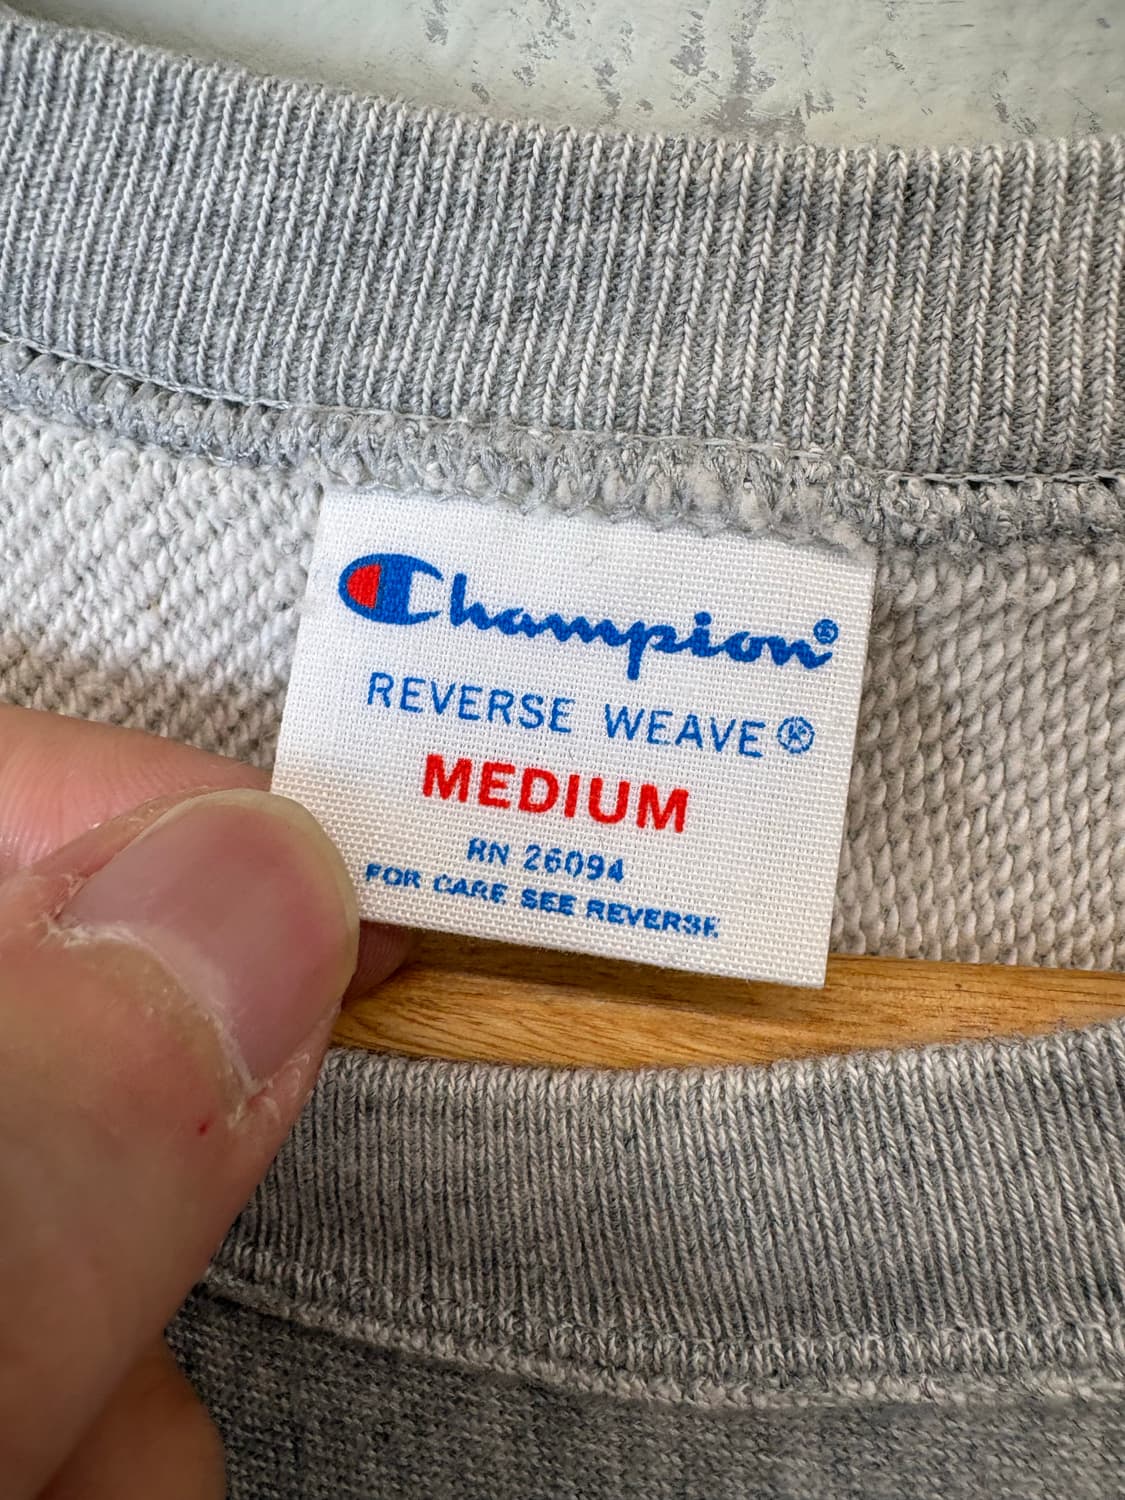 Champion®
REVERSE WEAVE®
MEDIUM
RN 26094
FOR CARE SEE REVERSE